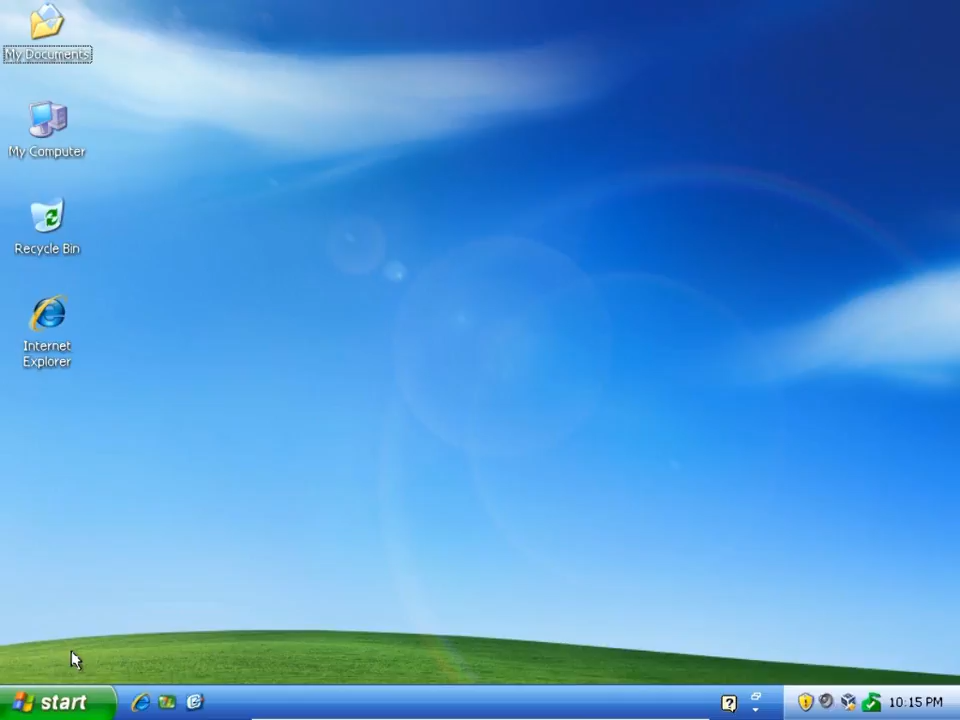 My Documents
My Computer
Recycle Bin
Internet
Explorer
start
10:15 PM